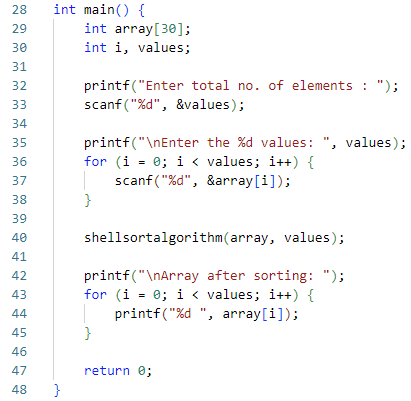 28 int main() {
29     int array[30];
30     int i, values;
31
32     printf("Enter total no. of elements : ");
33     scanf("%d", &values);
34
35     printf("\nEnter the %d values: ", values);
36     for (i = 0; i < values; i++) {
37         scanf("%d", &array[i]);
38     }
39
40     shellsortalgorithm(array, values);
41
42     printf("\nArray after sorting: ");
43     for (i = 0; i < values; i++) {
44         printf("%d ", array[i]);
45     }
46
47     return 0;
48 }